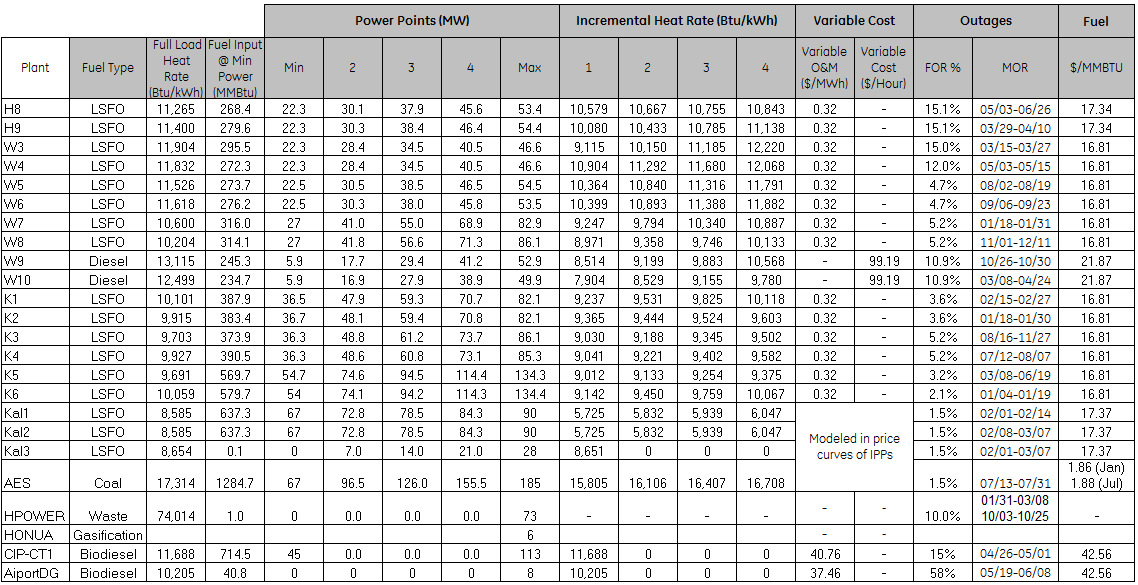 Power Points (MW) Incremental Heat Rate (Btu/kWh) Variable Cost Outages Fuel
Plant Fuel Type Full Load Heat Rate (Btu/kWh) Fuel Input @ Min Power (MMBtu) Min 2 3 4 Max 1 2 3 4 Variable O&M ($/MWh) Variable Cost ($/Hour) FOR % MOR $/MMBTU
H8 LSFO 11,265 268.4 22.3 30.1 37.9 45.6 53.4 10,579 10,667 10,755 10,843 0.32 - 15.1% 05/03-06/26 17.34
H9 LSFO 11,400 279.6 22.3 30.3 38.4 46.4 54.4 10,080 10,433 10,785 11,138 0.32 - 15.1% 03/29-04/10 17.34
W3 LSFO 11,904 295.5 22.3 28.4 34.5 40.5 46.6 9,115 10,150 11,185 12,220 0.32 - 15.0% 03/15-03/27 16.81
W4 LSFO 11,832 272.3 22.3 28.4 34.5 40.5 46.6 10,904 11,292 11,680 12,068 0.32 - 12.0% 05/03-05/15 16.81
W5 LSFO 11,526 273.7 22.5 30.5 38.5 46.5 54.5 10,364 10,840 11,316 11,791 0.32 - 4.7% 08/02-08/19 16.81
W6 LSFO 11,618 276.2 22.5 30.3 38.0 45.8 53.5 10,399 10,893 11,388 11,882 0.32 - 4.7% 09/06-09/23 16.81
W7 LSFO 10,600 316.0 27 41.0 55.0 68.9 82.9 9,247 9,794 10,340 10,887 0.32 - 5.2% 01/18-01/31 16.81
W8 LSFO 10,204 314.1 27 41.8 56.6 71.3 86.1 8,971 9,358 9,746 10,133 0.32 - 5.2% 11/01-12/11 16.81
W9 Diesel 13,115 245.3 5.9 17.7 29.4 41.2 52.9 8,514 9,199 9,883 10,568 - 99.19 10.9% 10/26-10/30 21.87
W10 Diesel 12,499 234.7 5.9 16.9 27.9 38.9 49.9 7,904 8,529 9,155 9,780 - 99.19 10.9% 03/08-04/24 21.87
K1 LSFO 10,101 387.9 36.5 47.9 59.3 70.7 82.1 9,237 9,531 9,825 10,118 0.32 - 3.6% 02/15-02/27 16.81
K2 LSFO 9,915 383.4 36.7 48.1 59.4 70.8 82.1 9,365 9,444 9,524 9,603 0.32 - 3.6% 01/18-01/30 16.81
K3 LSFO 9,703 373.9 36.3 48.8 61.2 73.7 86.1 9,030 9,188 9,345 9,502 0.32 - 5.2% 08/16-11/27 16.81
K4 LSFO 9,927 390.5 36.3 48.6 60.8 73.1 85.3 9,041 9,221 9,402 9,582 0.32 - 5.2% 07/12-08/07 16.81
K5 LSFO 9,691 569.7 54.7 74.6 94.5 114.4 134.3 9,012 9,133 9,254 9,375 0.32 - 3.2% 03/08-06/19 16.81
K6 LSFO 10,059 579.7 54 74.1 94.2 114.3 134.4 9,142 9,450 9,759 10,067 0.32 - 2.1% 01/04-01/19 16.81
Kal1 LSFO 8,585 637.3 67 72.8 78.5 84.3 90 5,725 5,832 5,939 6,047 Modeled in price curves of IPPs 1.5% 02/01-02/14 17.37
Kal2 LSFO 8,585 637.3 67 72.8 78.5 84.3 90 5,725 5,832 5,939 6,047 1.5% 02/08-03/07 17.37
Kal3 LSFO 8,654 0.1 0 7.0 14.0 21.0 28 8,651 0 0 0 1.5% 02/01-03/07 17.37
AES Coal 17,314 1284.7 67 96.5 126.0 155.5 185 15,805 16,106 16,407 16,708 1.5% 07/13-07/31 1.86 (Jan) 1.88 (Jul)
HPOWER Waste 74,014 1.0 0 0.0 0.0 0.0 73 - - - - - - 10.0% 01/31-03/08 10/03-10/25 -
HONUA Gasification 6 - -
CIP-CT1 Biodiesel 11,688 714.5 45 0.0 0.0 0.0 113 11,688 0 0 0 40.76 - 15% 04/26-05/01 42.56
AiportDG Biodiesel 10,205 40.8 0 0 0 0 8 10,205 0 0 0 37.46 - 58% 05/19-06/08 42.56